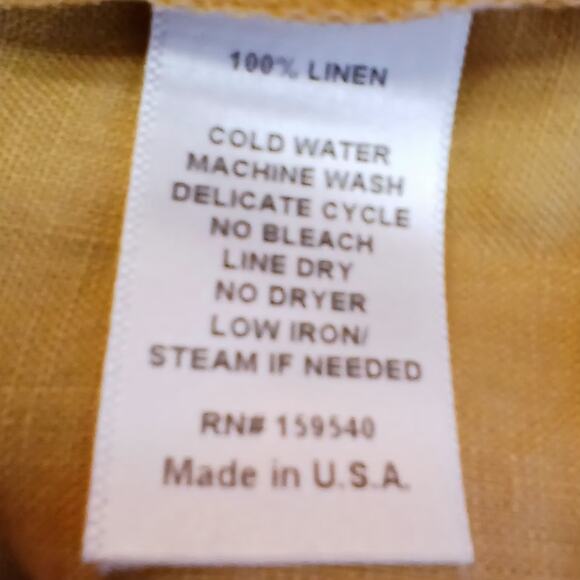 100% LINEN
COLD WATER
MACHINE WASH
DELICATE CYCLE
NO BLEACH
LINE DRY
NO DRYER
LOW IRON/
STEAM IF NEEDED
RN# 159540
Made in U.S.A.